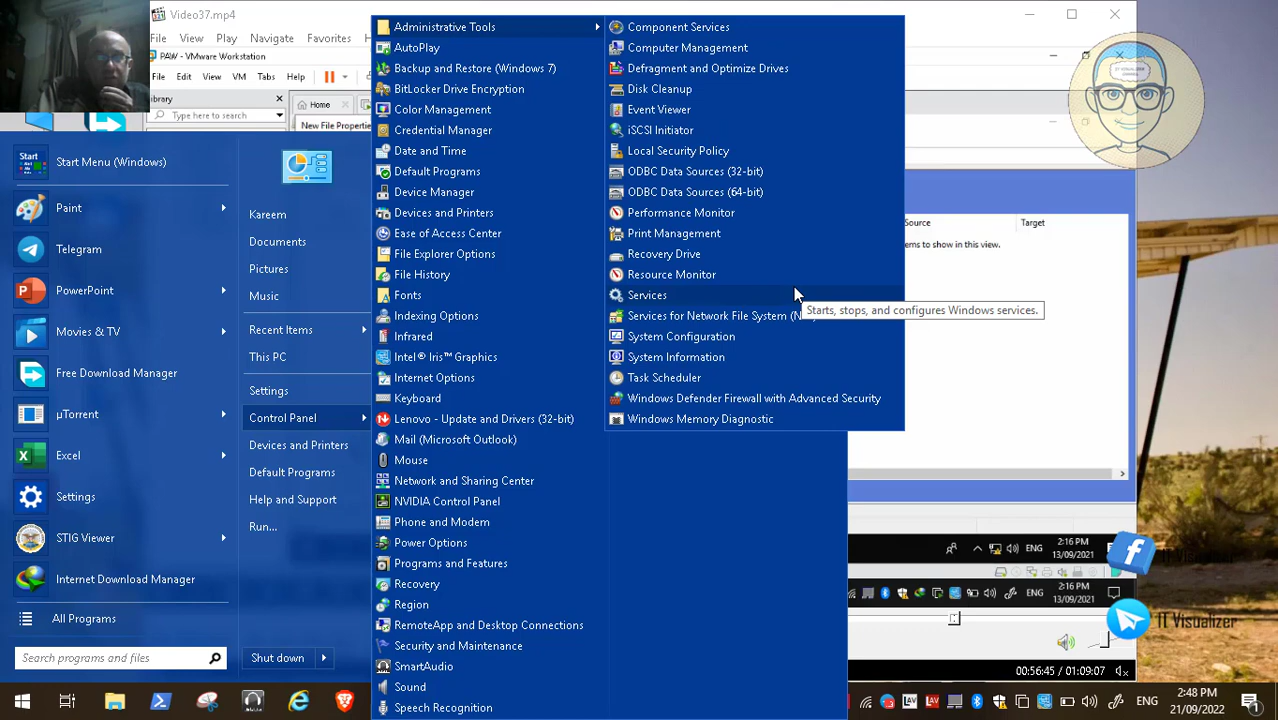 Video37.mp4
File View Play Navigate Favorites
PAW - VMware Workstation
File Edit View VM Tabs Help
Library
Type here to search
Home
New File Properties
Start Menu (Windows)
Paint
Telegram
PowerPoint
Movies & TV
Free Download Manager
µTorrent
Excel
Settings
STIG Viewer
Internet Download Manager
All Programs
Search programs and files
Kareem
Documents
Pictures
Music
Recent Items
This PC
Settings
Control Panel
Devices and Printers
Default Programs
Help and Support
Run...
Shut down
Administrative Tools
AutoPlay
Backup and Restore (Windows 7)
BitLocker Drive Encryption
Color Management
Credential Manager
Date and Time
Default Programs
Device Manager
Devices and Printers
Ease of Access Center
File Explorer Options
File History
Fonts
Indexing Options
Infrared
Intel® Iris™ Graphics
Internet Options
Keyboard
Lenovo - Update and Drivers (32-bit)
Mail (Microsoft Outlook)
Mouse
Network and Sharing Center
NVIDIA Control Panel
Phone and Modem
Power Options
Programs and Features
Recovery
Region
RemoteApp and Desktop Connections
Security and Maintenance
SmartAudio
Sound
Speech Recognition
Component Services
Computer Management
Defragment and Optimize Drives
Disk Cleanup
Event Viewer
iSCSI Initiator
Local Security Policy
ODBC Data Sources (32-bit)
ODBC Data Sources (64-bit)
Performance Monitor
Print Management
Recovery Drive
Resource Monitor
Services
Services for Network File System (N
System Configuration
System Information
Task Scheduler
Windows Defender Firewall with Advanced Security
Windows Memory Diagnostic
Starts, stops, and configures Windows services.
IT VISUALIZER
CHANNEL
Source Target
ems to show in this view.
ENG 2:16 PM
13/09/2021
ENG 2:16 PM
13/09/2021
IT Visualizer
IT Visualizer
00:56:45 / 01:09:07
ENG 2:48 PM
21/09/2022